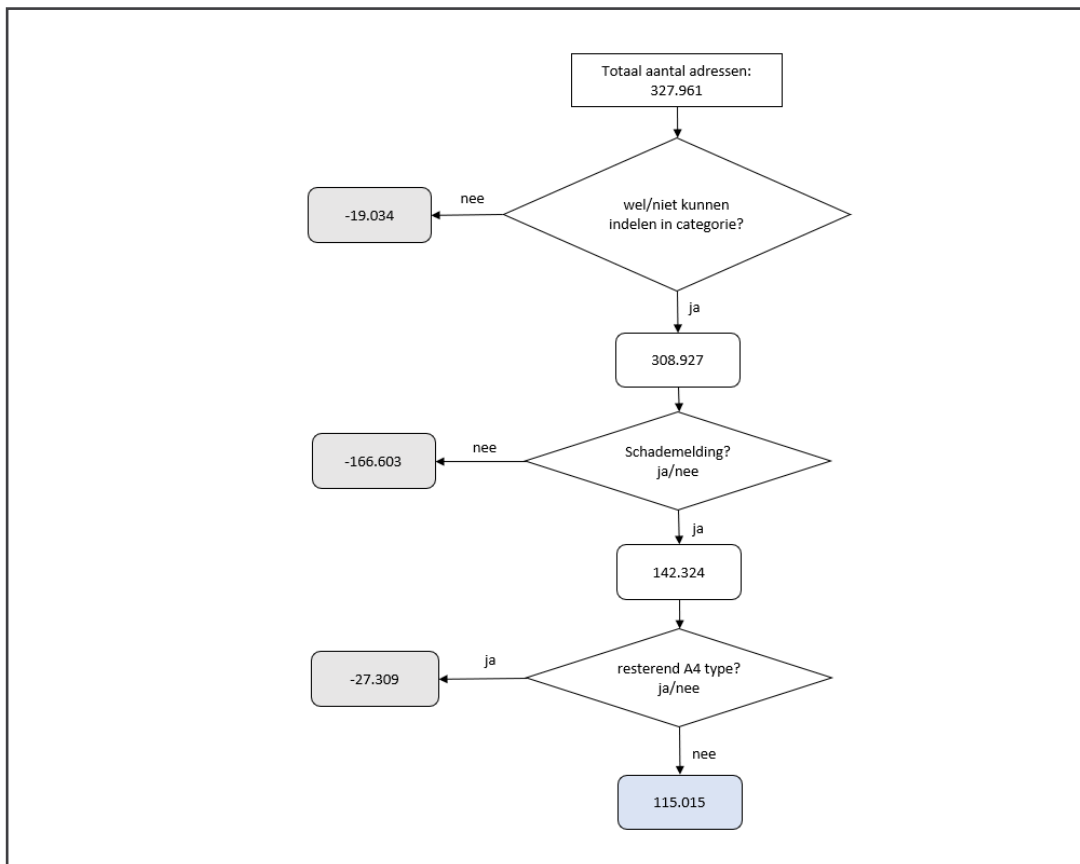 Totaal aantal adressen:
327.961
wel/niet kunnen
indelen in categorie?
nee
-19.034
ja
308.927
Schademelding?
ja/nee
nee
-166.603
ja
142.324
resterend A4 type?
ja/nee
ja
-27.309
nee
115.015